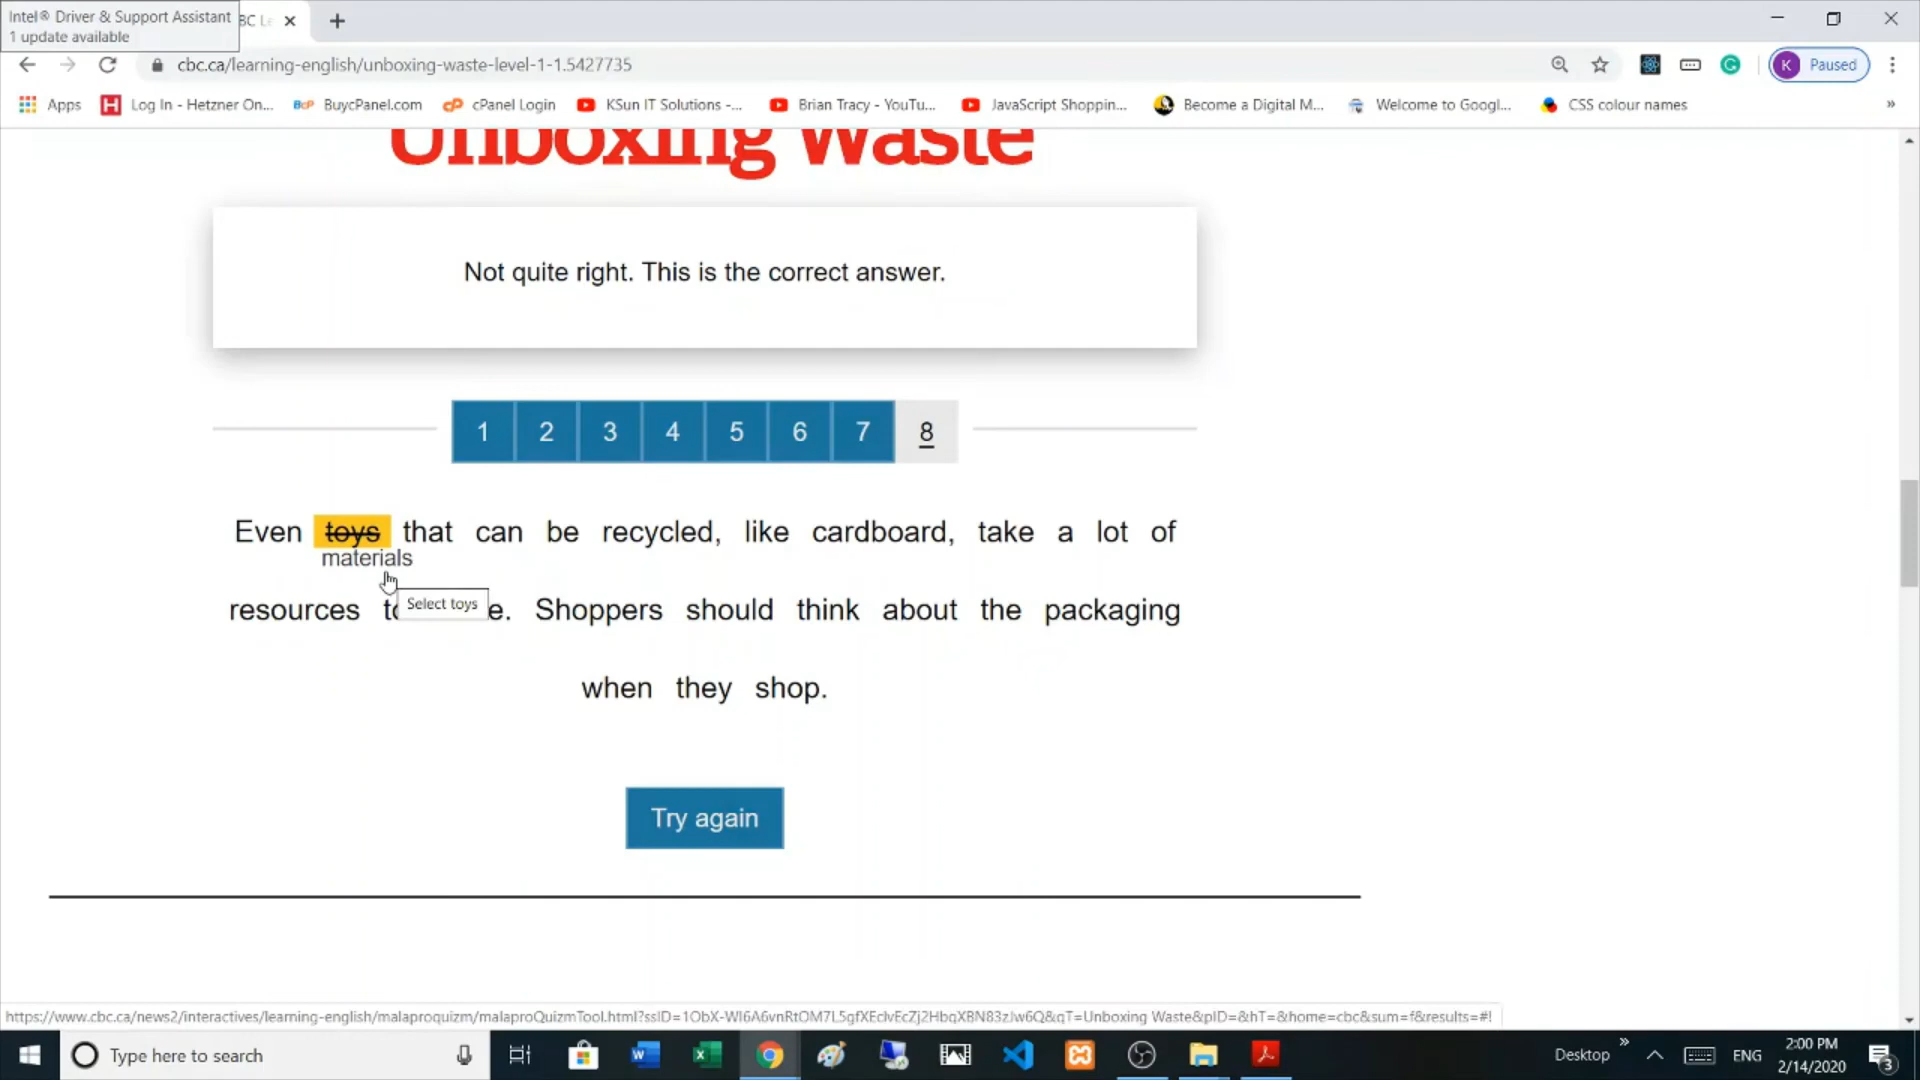 Intel® Driver & Support Assistant
1 update available
cbc.ca/learning-english/unboxing-waste-level-1-1.5427735
K Paused
Apps Log In - Hetzner On... BuycPanel.com cPanel Login KSun IT Solutions -... Brian Tracy - YouTu... JavaScript Shoppin... Become a Digital M... Welcome to Googl... CSS colour names »
Unboxing Waste
Not quite right. This is the correct answer.
1 2 3 4 5 6 7 8
Even toys that can be recycled, like cardboard, take a lot of
materials
Select toys
resources e. Shoppers should think about the packaging
when they shop.
Try again
https://www.cbc.ca/news2/interactives/learning-english/malaproquizm/malaproQuizmTool.html?ssID=1ObX-WI6A6vnRtOM7L5gfXEclvEcZj2HbqXBN83zJw6Q&qT=Unboxing Waste&pID=&hT=&home=cbc&sum=f&results=#!
Type here to search
Desktop » ENG
2:00 PM
2/14/2020
3